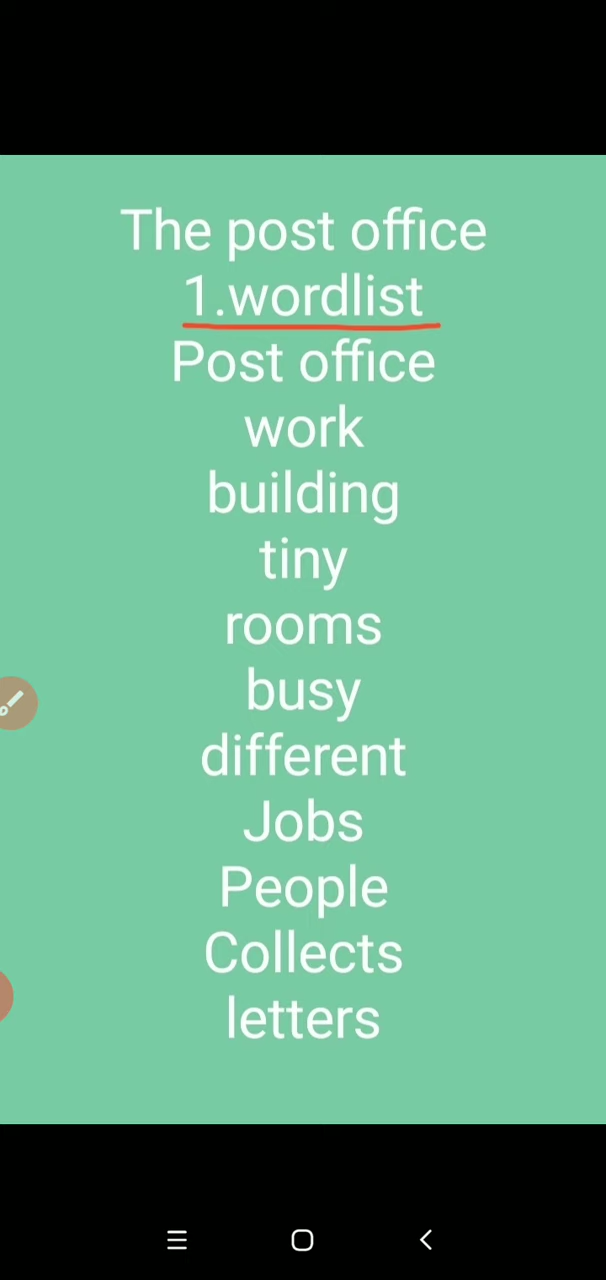 The post office
1.wordlist
Post office
work
building
tiny
rooms
busy
different
Jobs
People
Collects
letters